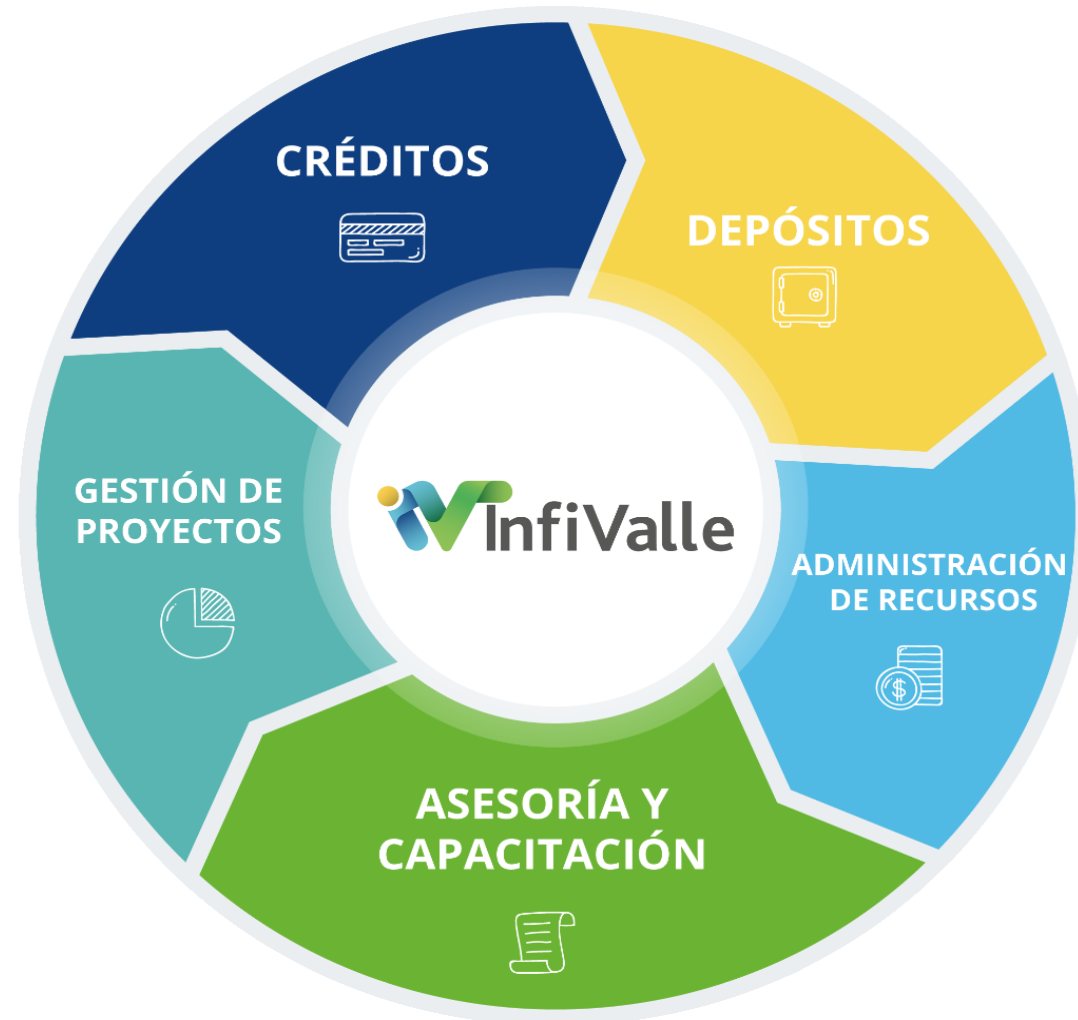 CRÉDITOS
DEPÓSITOS
ADMINISTRACIÓN
DE RECURSOS
ASESORÍA Y
CAPACITACIÓN
GESTIÓN DE
PROYECTOS
InfiValle